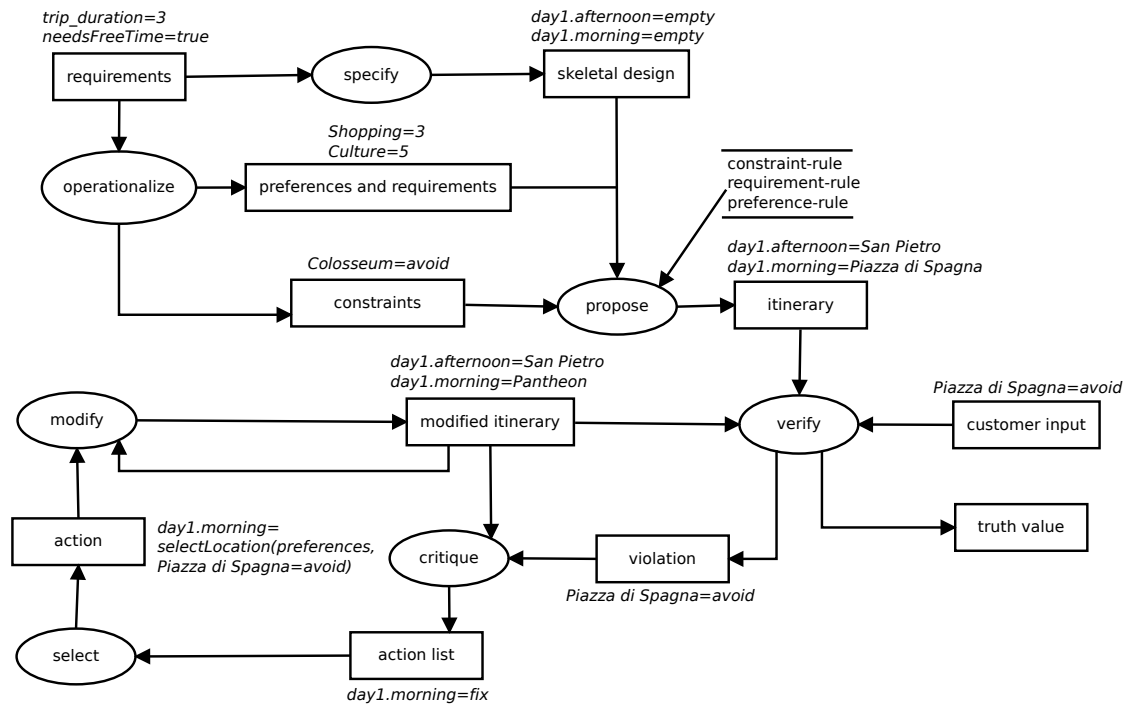 trip_duration=3
needsFreeTime=true
day1.afternoon=empty
day1.morning=empty
requirements
specify
skeletal design
Shopping=3
Culture=5
operationalize
preferences and requirements
constraint-rule
requirement-rule
preference-rule
Colosseum=avoid
day1.afternoon=San Pietro
day1.morning=Piazza di Spagna
constraints
propose
itinerary
day1.afternoon=San Pietro
day1.morning=Pantheon
Piazza di Spagna=avoid
modify
modified itinerary
verify
customer input
action
day1.morning=
selectLocation(preferences,
Piazza di Spagna=avoid)
critique
violation
truth value
Piazza di Spagna=avoid
select
action list
day1.morning=fix